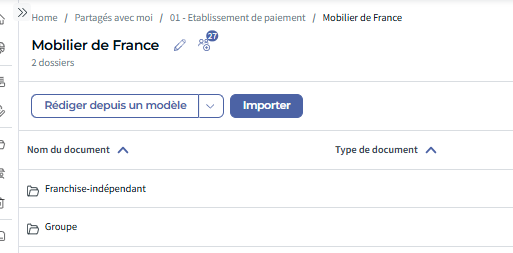 Home / Partagés avec moi / 01 - Etablissement de paiement / Mobilier de France
Mobilier de France 27
2 dossiers
Rédiger depuis un modèle Importer
Nom du document Type de document
Franchise-indépendant
Groupe